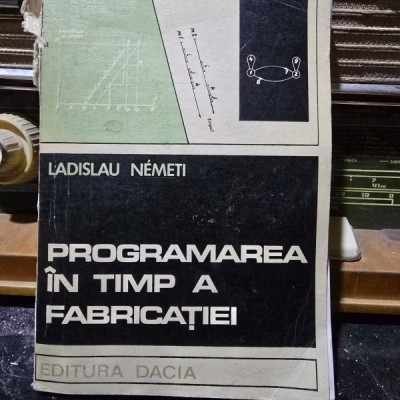 LADISLAU NÉMETI
PROGRAMAREA
ÎN TIMP A
FABRICAȚIEI
EDITURA DACIA